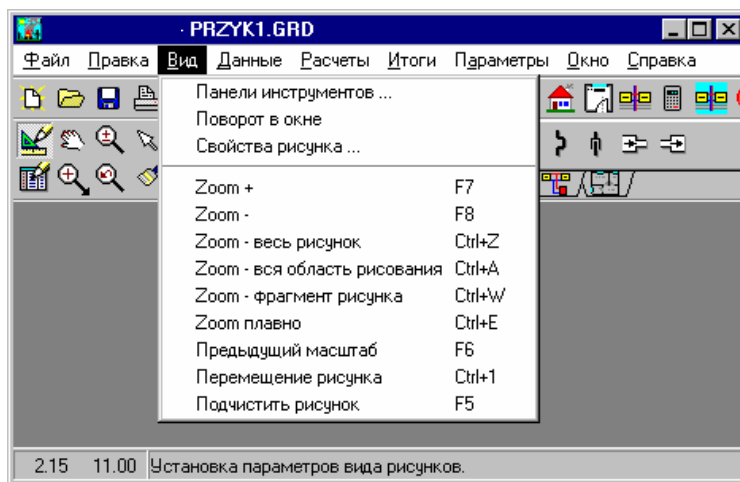 · PRZYK1.GRD
Файл Правка Вид Данные Расчеты Итоги Параметры Окно Справка
Панели инструментов ...
Поворот в окне
Свойства рисунка ...
Zoom + F7
Zoom - F8
Zoom - весь рисунок Ctrl+Z
Zoom - вся область рисования Ctrl+A
Zoom - фрагмент рисунка Ctrl+W
Zoom плавно Ctrl+E
Предыдущий масштаб F6
Перемещение рисунка Ctrl+1
Подчистить рисунок F5
2.15 11.00 Установка параметров вида рисунков.